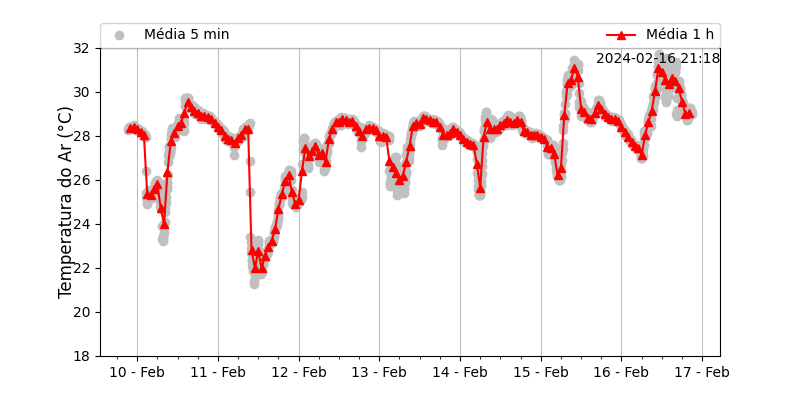 Média 5 min
Média 1 h
2024-02-16 21:18
Temperatura do Ar (°C)
32
30
28
26
24
22
20
18
10 - Feb
11 - Feb
12 - Feb
13 - Feb
14 - Feb
15 - Feb
16 - Feb
17 - Feb